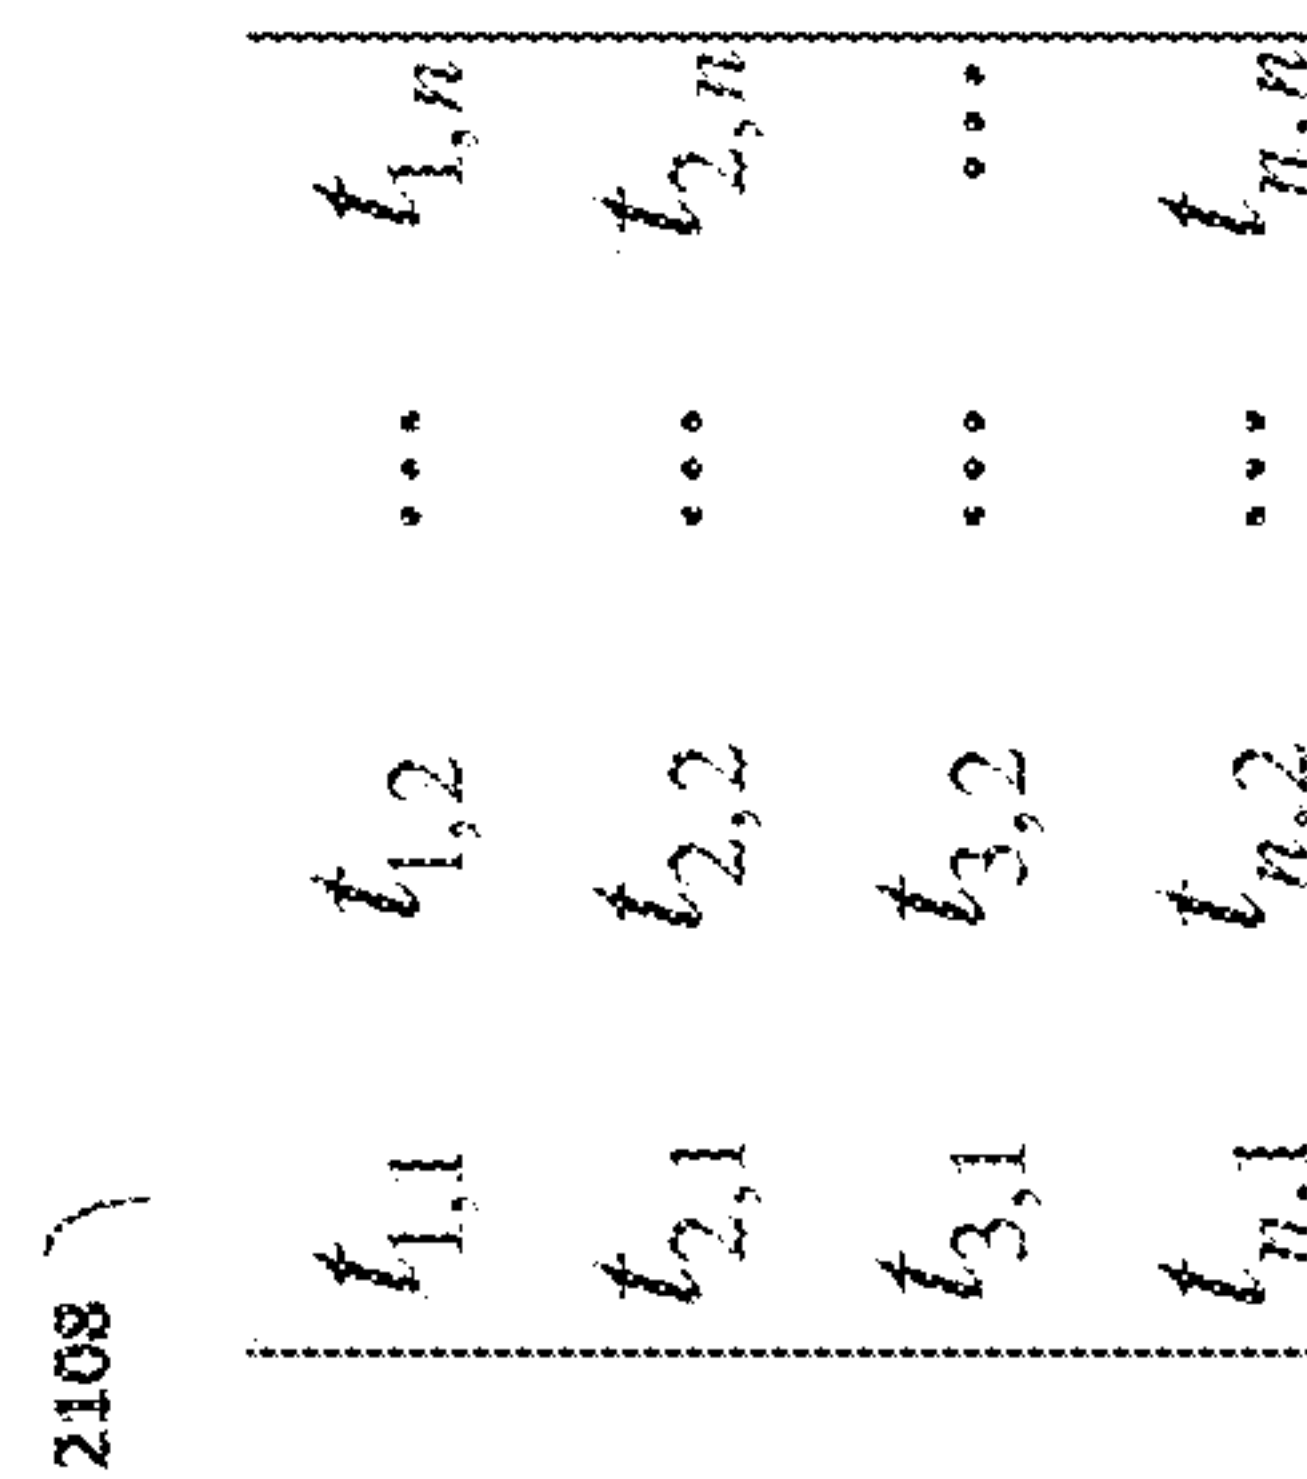 2108
t1,1 t1,2 ... t1,n
t2,1 t2,2 ... t2,n
t3,1 t3,2 ... ...
tn,1 tn,2 ... tn,n